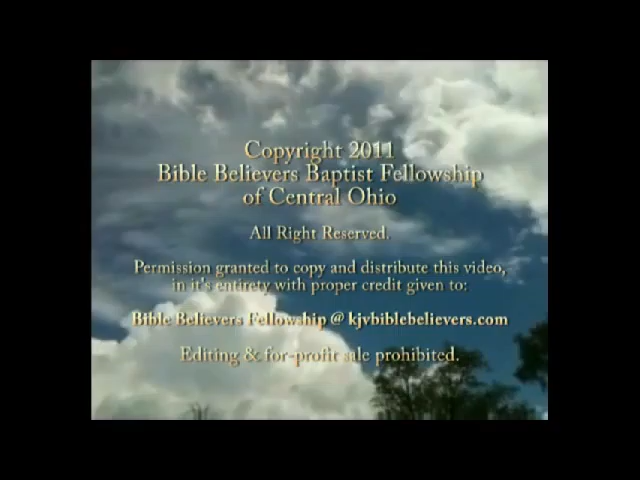 Copyright 2011
Bible Believers Baptist Fellowship
of Central Ohio
All Right Reserved.
Permission granted to copy and distribute this video,
in it's entirety with proper credit given to:
Bible Believers Fellowship @ kjvbiblebelievers.com
Editing & for-profit sale prohibited.